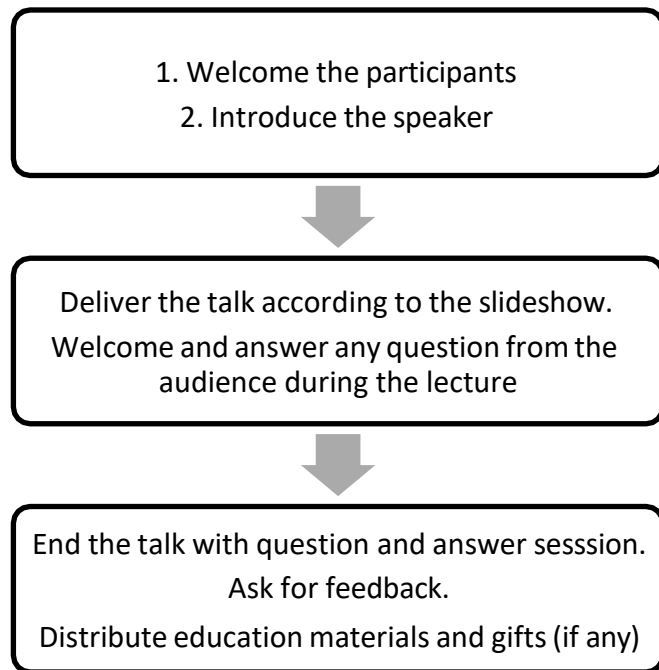 1. Welcome the participants
2. Introduce the speaker
Deliver the talk according to the slideshow.
Welcome and answer any question from the
audience during the lecture
End the talk with question and answer sesssion.
Ask for feedback.
Distribute education materials and gifts (if any)